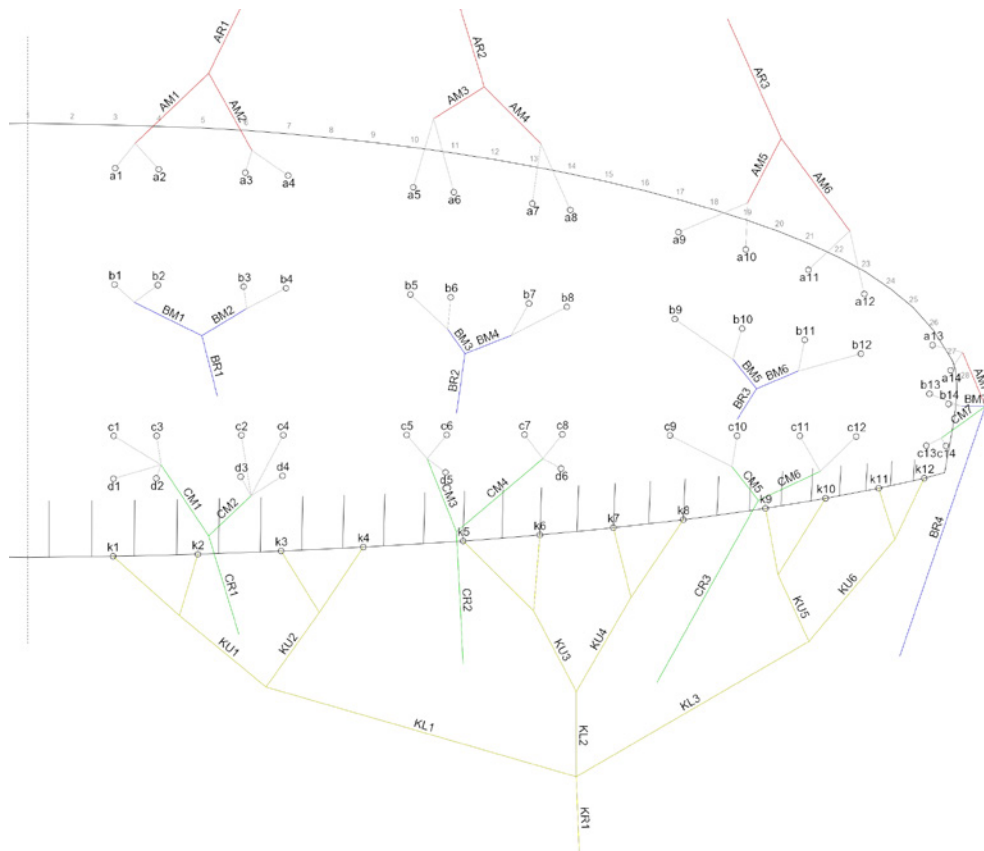 AR1
AR2
AR3
AM1
AM2
AM3
AM4
AM5
AM6
1 2 3 4 5 6 7 8 9 10 11 12 13 14 15 16 17 18 19 20 21 22 23 24 25 26 27 28
a1 a2 a3 a4 a5 a6 a7 a8 a9 a10 a11 a12 a13 a14
b1 b2 b3 b4 b5 b6 b7 b8 b9 b10 b11 b12 b13 b14
BM1 BM2 BM3 BM4 BM5 BM6
BR1 BR2 BR3
CM7
c1 c3 c2 c4 c5 c6 c7 c8 c9 c10 c11 c12 c13 c14
d1 d2 d3 d4 d5 d6
CM1 CM2 CM3 CM4 CM5 CM6
k1 k2 k3 k4 k5 k6 k7 k8 k9 k10 k11 k12
CR1 CR2 CR3 BR4
KU1 KU2 KU3 KU4 KU5 KU6
KL1 KL2 KL3
KR1